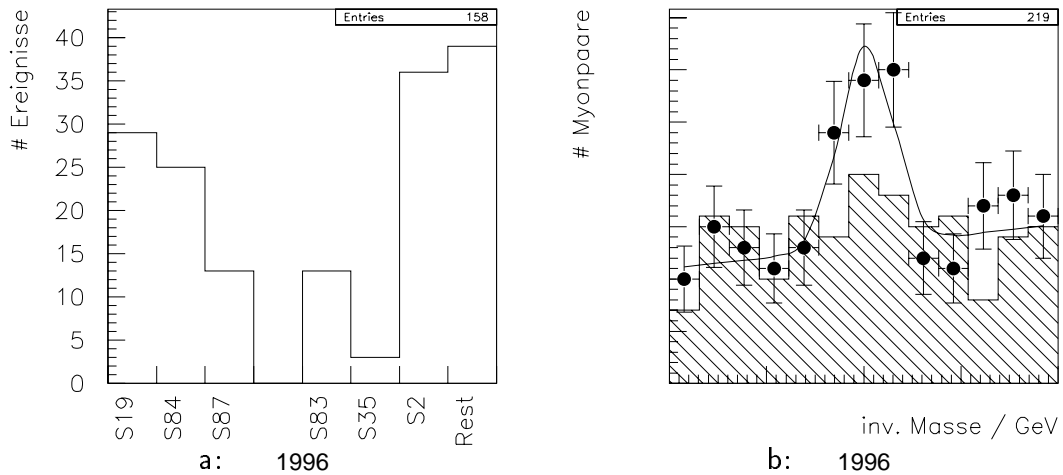 Entries 158
# Ereignisse
40
35
30
25
20
15
10
5
0
S19
S84
S87
S83
S35
S2
Rest
a: 1996
Entries 219
# Myonpaare
inv. Masse / GeV
b: 1996